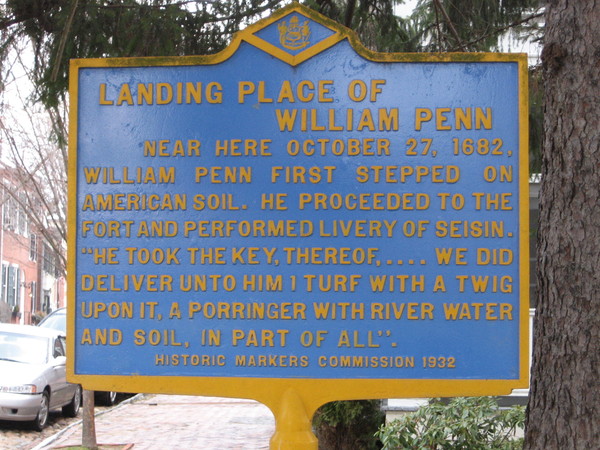 LANDING PLACE OF
WILLIAM PENN
NEAR HERE OCTOBER 27, 1682,
WILLIAM PENN FIRST STEPPED ON
AMERICAN SOIL. HE PROCEEDED TO THE
FORT AND PERFORMED LIVERY OF SEISIN.
"HE TOOK THE KEY, THEREOF, .... WE DID
DELIVER UNTO HIM 1 TURF WITH A TWIG
UPON IT, A PORRINGER WITH RIVER WATER
AND SOIL, IN PART OF ALL".
HISTORIC MARKERS COMMISSION 1932